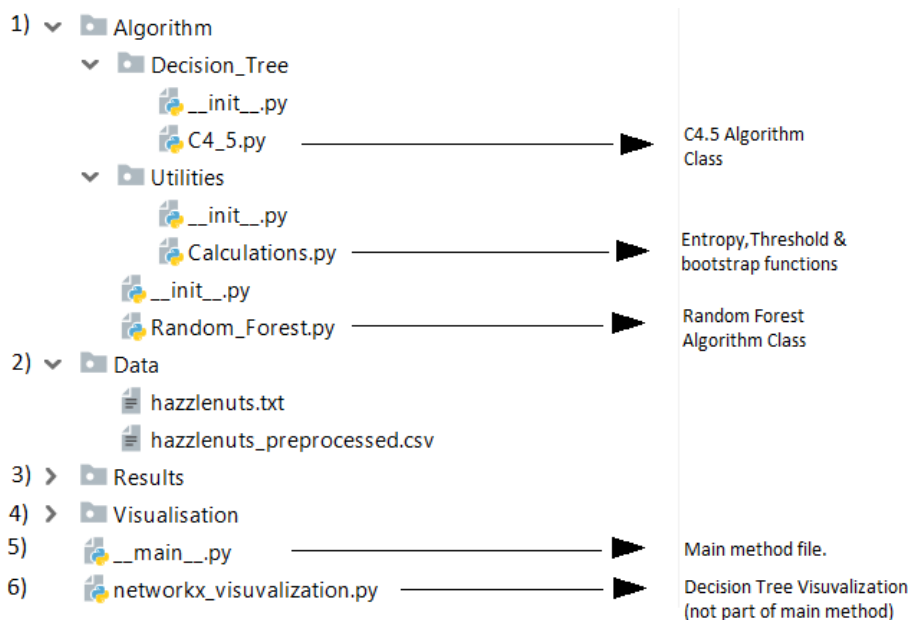 1) Algorithm
Decision_Tree
__init__.py
C4_5.py
C4.5 Algorithm
Class
Utilities
__init__.py
Calculations.py
Entropy,Threshold &
bootstrap functions
__init__.py
Random_Forest.py
Random Forest
Algorithm Class
2) Data
hazzlenuts.txt
hazzlenuts_preprocessed.csv
3) Results
4) Visualisation
5) __main__.py
Main method file.
6) networkx_visuvalization.py
Decision Tree Visuvalization
(not part of main method)